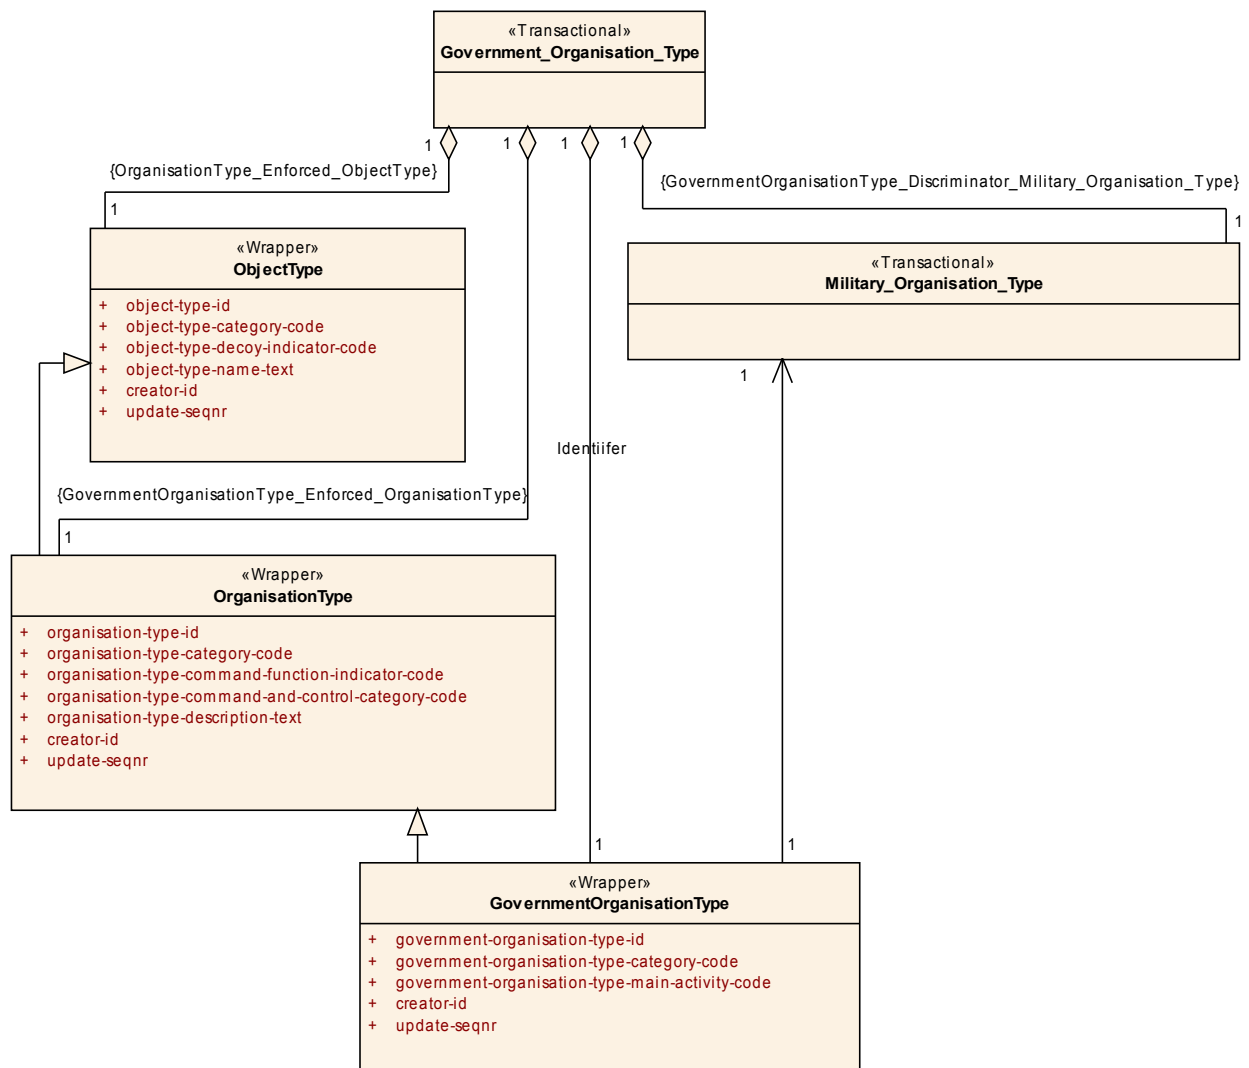 «Transactional»
Government_Organisation_Type
1
1
1
1
{OrganisationType_Enforced_ObjectType}
{GovernmentOrganisationType_Discriminator_Military_Organisation_Type}
1
1
«Wrapper»
ObjectType
+ object-type-id
+ object-type-category-code
+ object-type-decoy-indicator-code
+ object-type-name-text
+ creator-id
+ update-seqnr
«Transactional»
Military_Organisation_Type
1
Identiifer
{GovernmentOrganisationType_Enforced_OrganisationType}
1
«Wrapper»
OrganisationType
+ organisation-type-id
+ organisation-type-category-code
+ organisation-type-command-function-indicator-code
+ organisation-type-command-and-control-category-code
+ organisation-type-description-text
+ creator-id
+ update-seqnr
1
1
«Wrapper»
GovernmentOrganisationType
+ government-organisation-type-id
+ government-organisation-type-category-code
+ government-organisation-type-main-activity-code
+ creator-id
+ update-seqnr